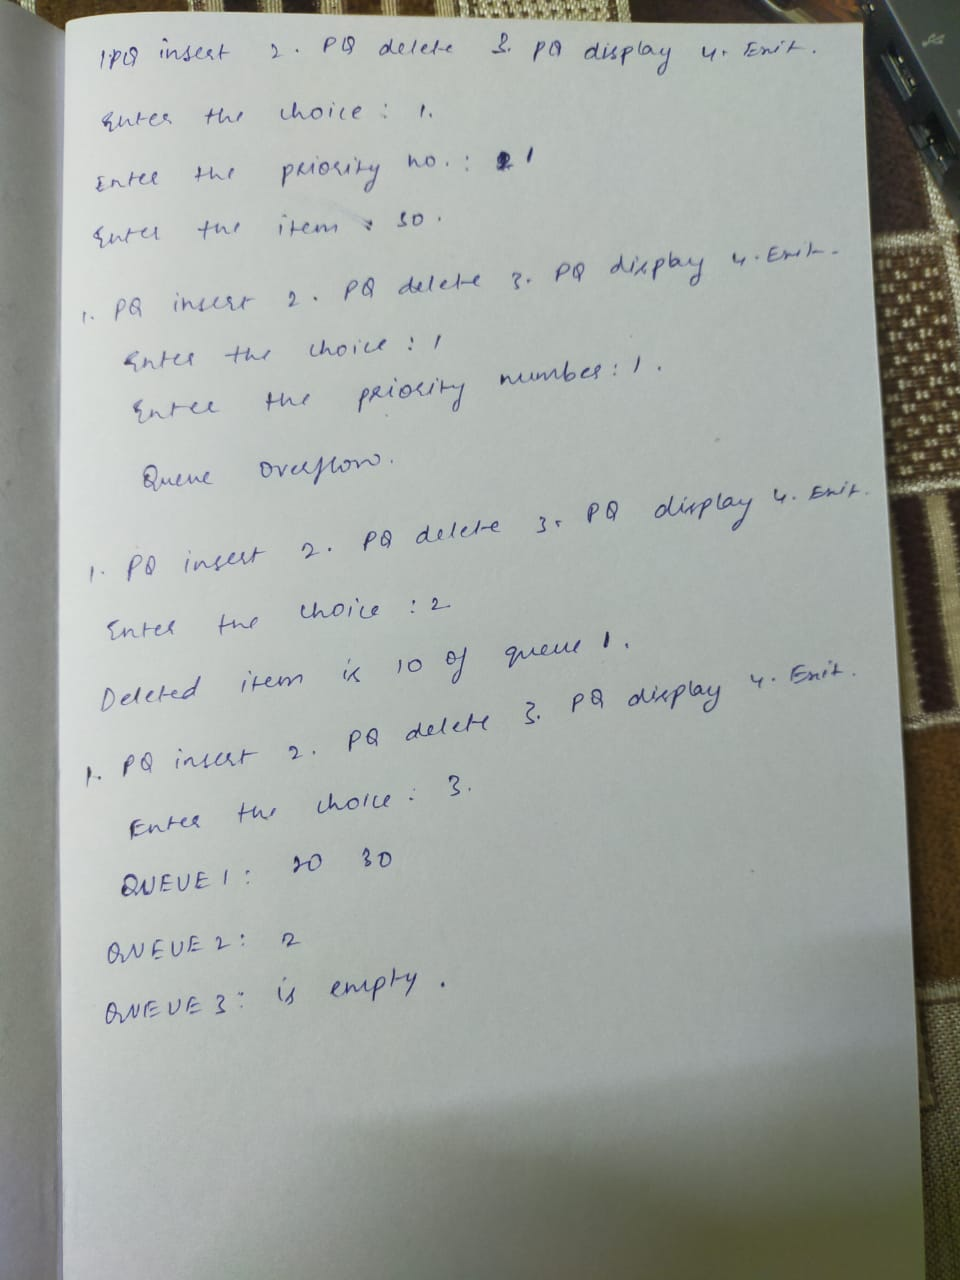 1.PQ insert 2. PQ delete 3. PQ display 4. Exit.
Enter the choice : 1.
Enter the priority no. : 1
Enter the item : 30.
1. PQ insert 2. PQ delete 3. PQ display 4. Exit.
Enter the choice : 1
Enter the priority number : 1.
Queue Overflow.
1. PQ insert 2. PQ delete 3. PQ display 4. Exit.
Enter the choice : 2
Deleted item is 10 of queue 1.
1. PQ insert 2. PQ delete 3. PQ display 4. Exit.
Enter the choice : 3.
QUEUE 1 : 20 30
QUEUE 2 : 2
QUEUE 3 : is empty.